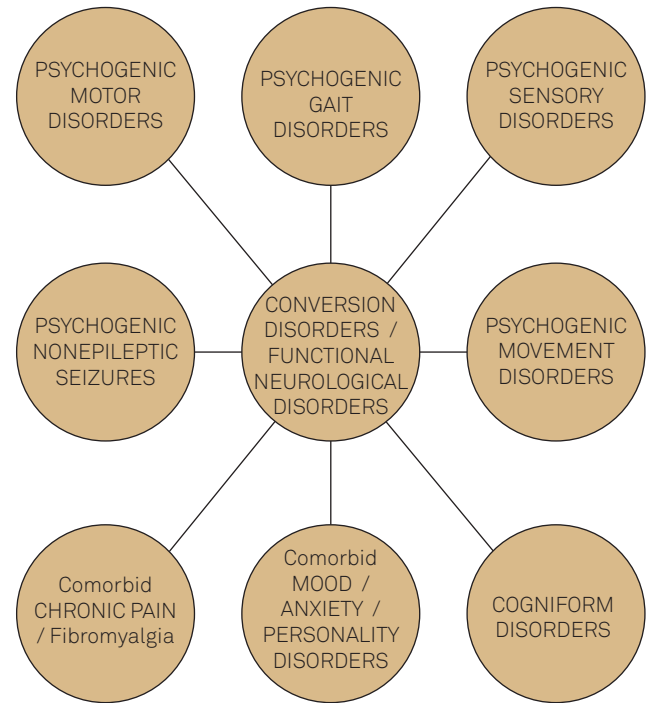 PSYCHOGENIC
MOTOR
DISORDERS
PSYCHOGENIC
GAIT
DISORDERS
PSYCHOGENIC
SENSORY
DISORDERS
PSYCHOGENIC
NONEPILEPTIC
SEIZURES
CONVERSION
DISORDERS /
FUNCTIONAL
NEUROLOGICAL
DISORDERS
PSYCHOGENIC
MOVEMENT
DISORDERS
Comorbid
CHRONIC PAIN
/ Fibromyalgia
Comorbid
MOOD /
ANXIETY /
PERSONALITY
DISORDERS
COGNIFORM
DISORDERS